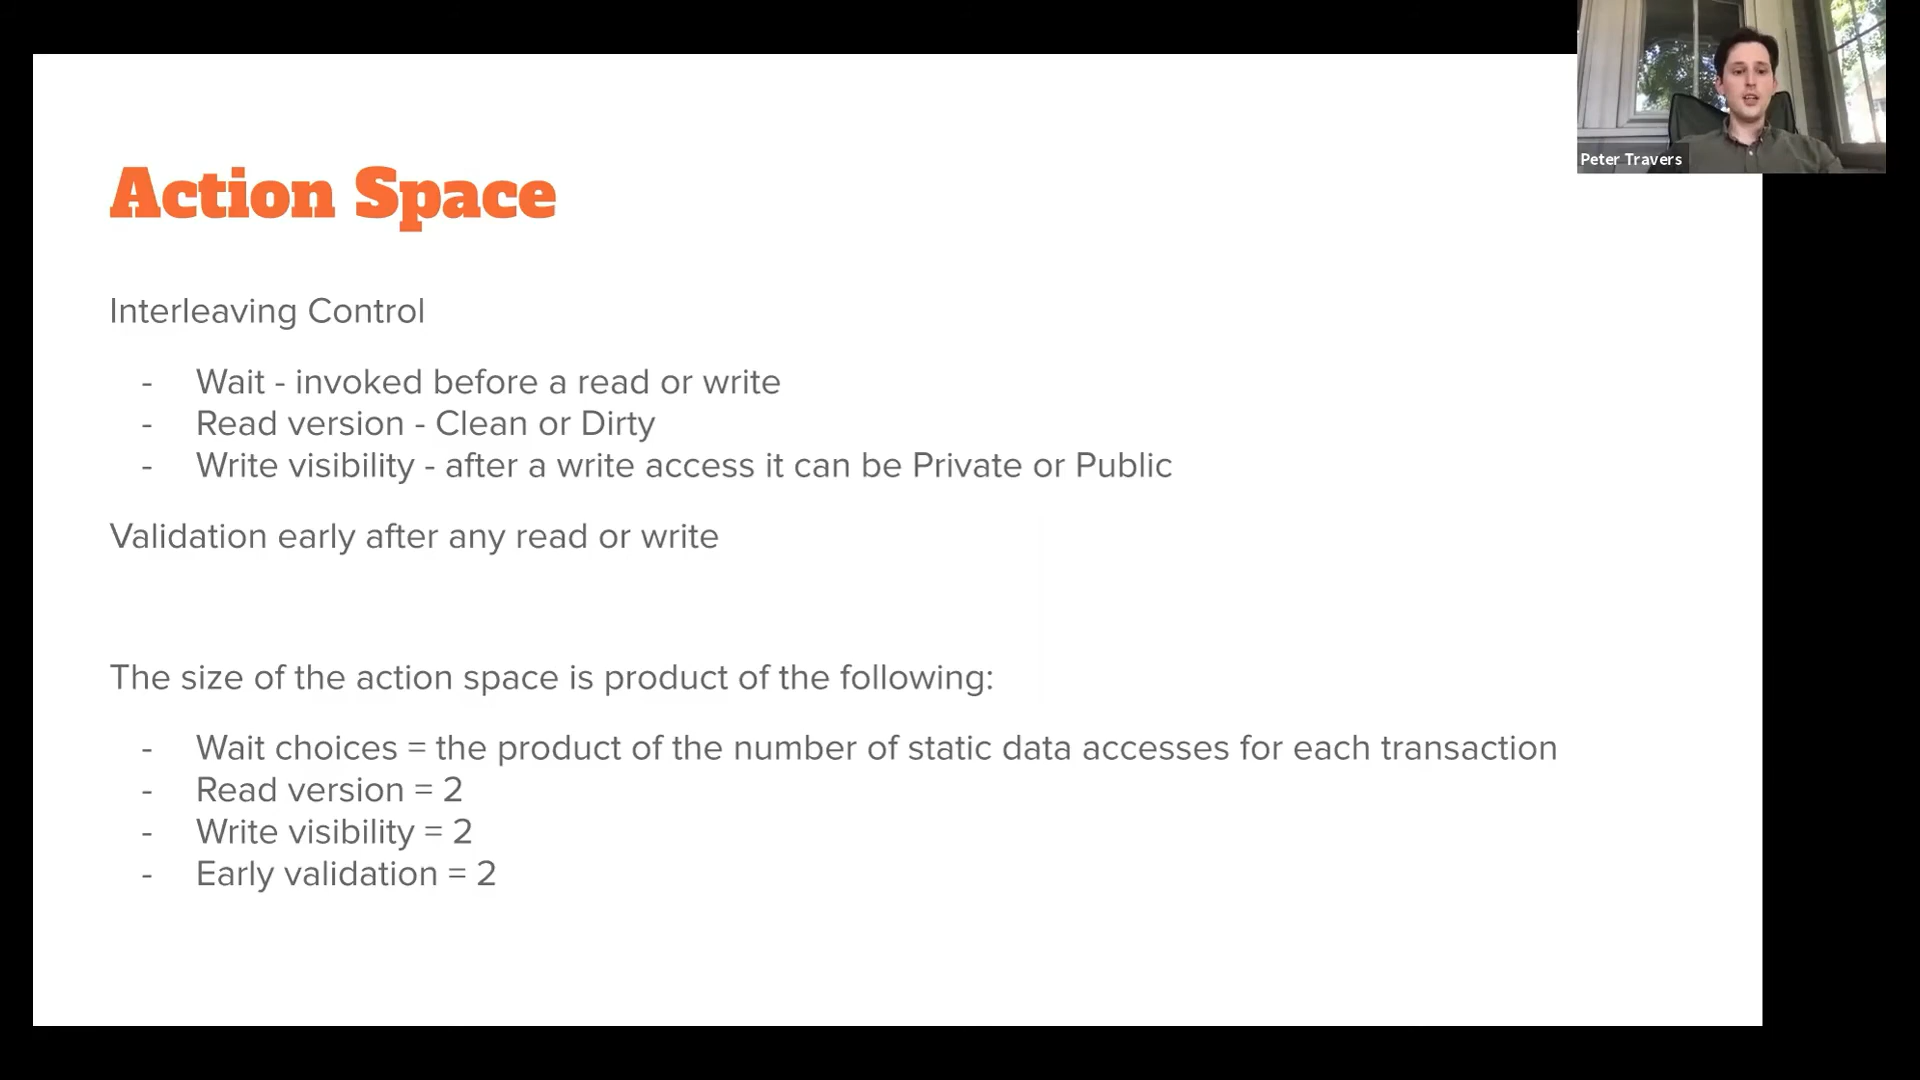 Peter Travers
Action Space
Interleaving Control
- Wait - invoked before a read or write
- Read version - Clean or Dirty
- Write visibility - after a write access it can be Private or Public
Validation early after any read or write
The size of the action space is product of the following:
- Wait choices = the product of the number of static data accesses for each transaction
- Read version = 2
- Write visibility = 2
- Early validation = 2